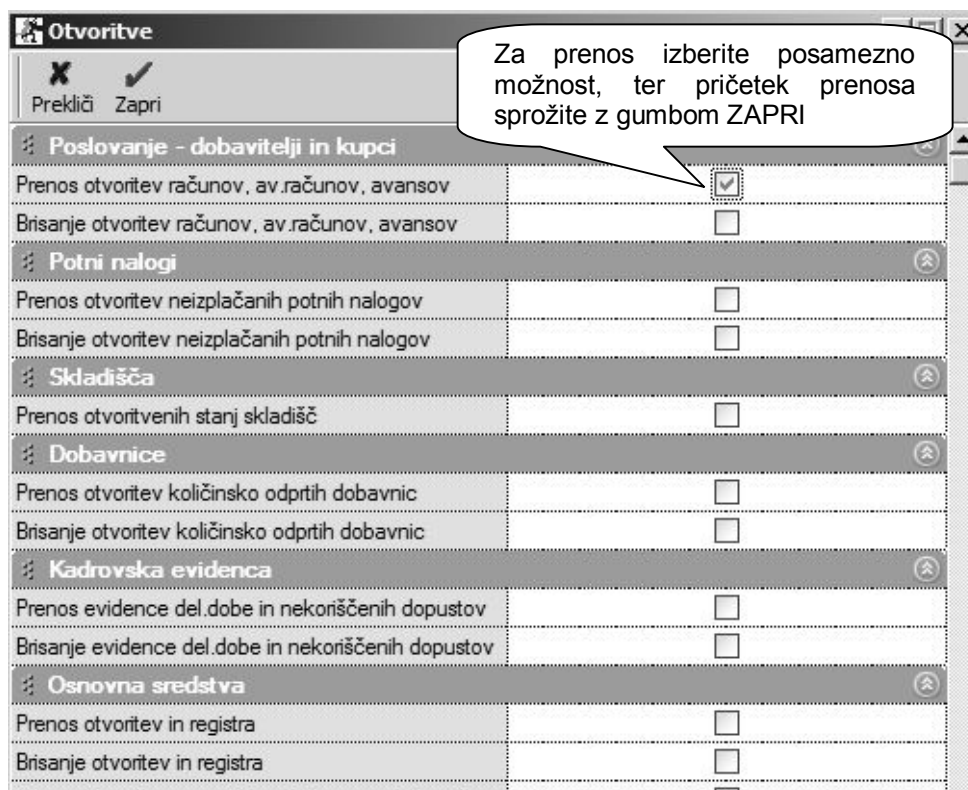 Otvoritve
Prekliči Zapri
Za prenos izberite posamezno
možnost, ter pričetek prenosa
sprožite z gumbom ZAPRI
Poslovanje - dobavitelji in kupci
Prenos otvoritev računov, av.računov, avansov
Brisanje otvoritev računov, av.računov, avansov
Potni nalogi
Prenos otvoritev neizplačanih potnih nalogov
Brisanje otvoritev neizplačanih potnih nalogov
Skladišča
Prenos otvoritvenih stanj skladišč
Dobavnice
Prenos otvoritev količinsko odprtih dobavnic
Brisanje otvoritev količinsko odprtih dobavnic
Kadrovska evidenca
Prenos evidence del.dobe in nekoriščenih dopustov
Brisanje evidence del.dobe in nekoriščenih dopustov
Osnovna sredstva
Prenos otvoritev in registra
Brisanje otvoritev in registra